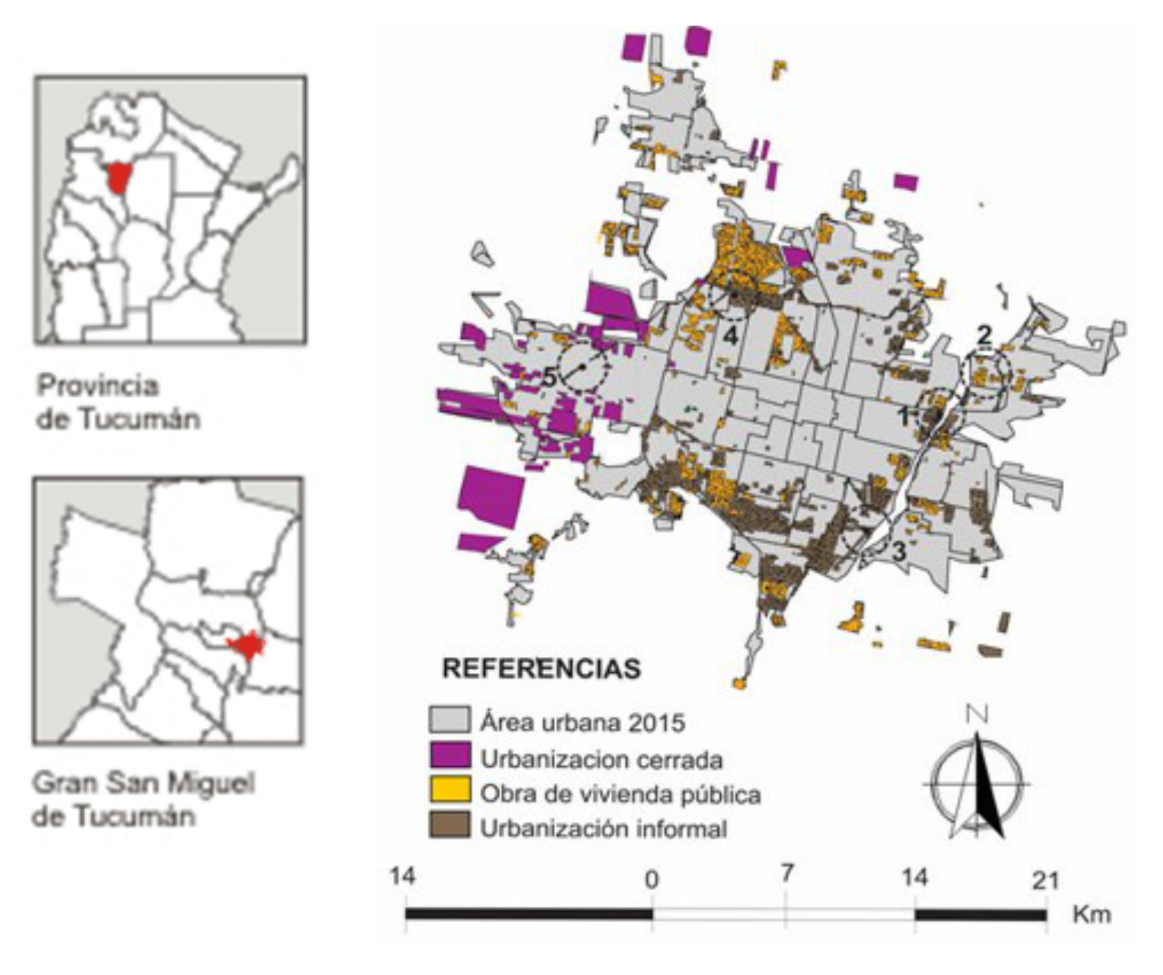 Provincia
de Tucumán
Gran San Miguel
de Tucumán
4
2
5
1
3
REFERENCIAS
Área urbana 2015
Urbanizacion cerrada
Obra de vivienda pública
Urbanización informal
N
14 0 7 14 21
Km